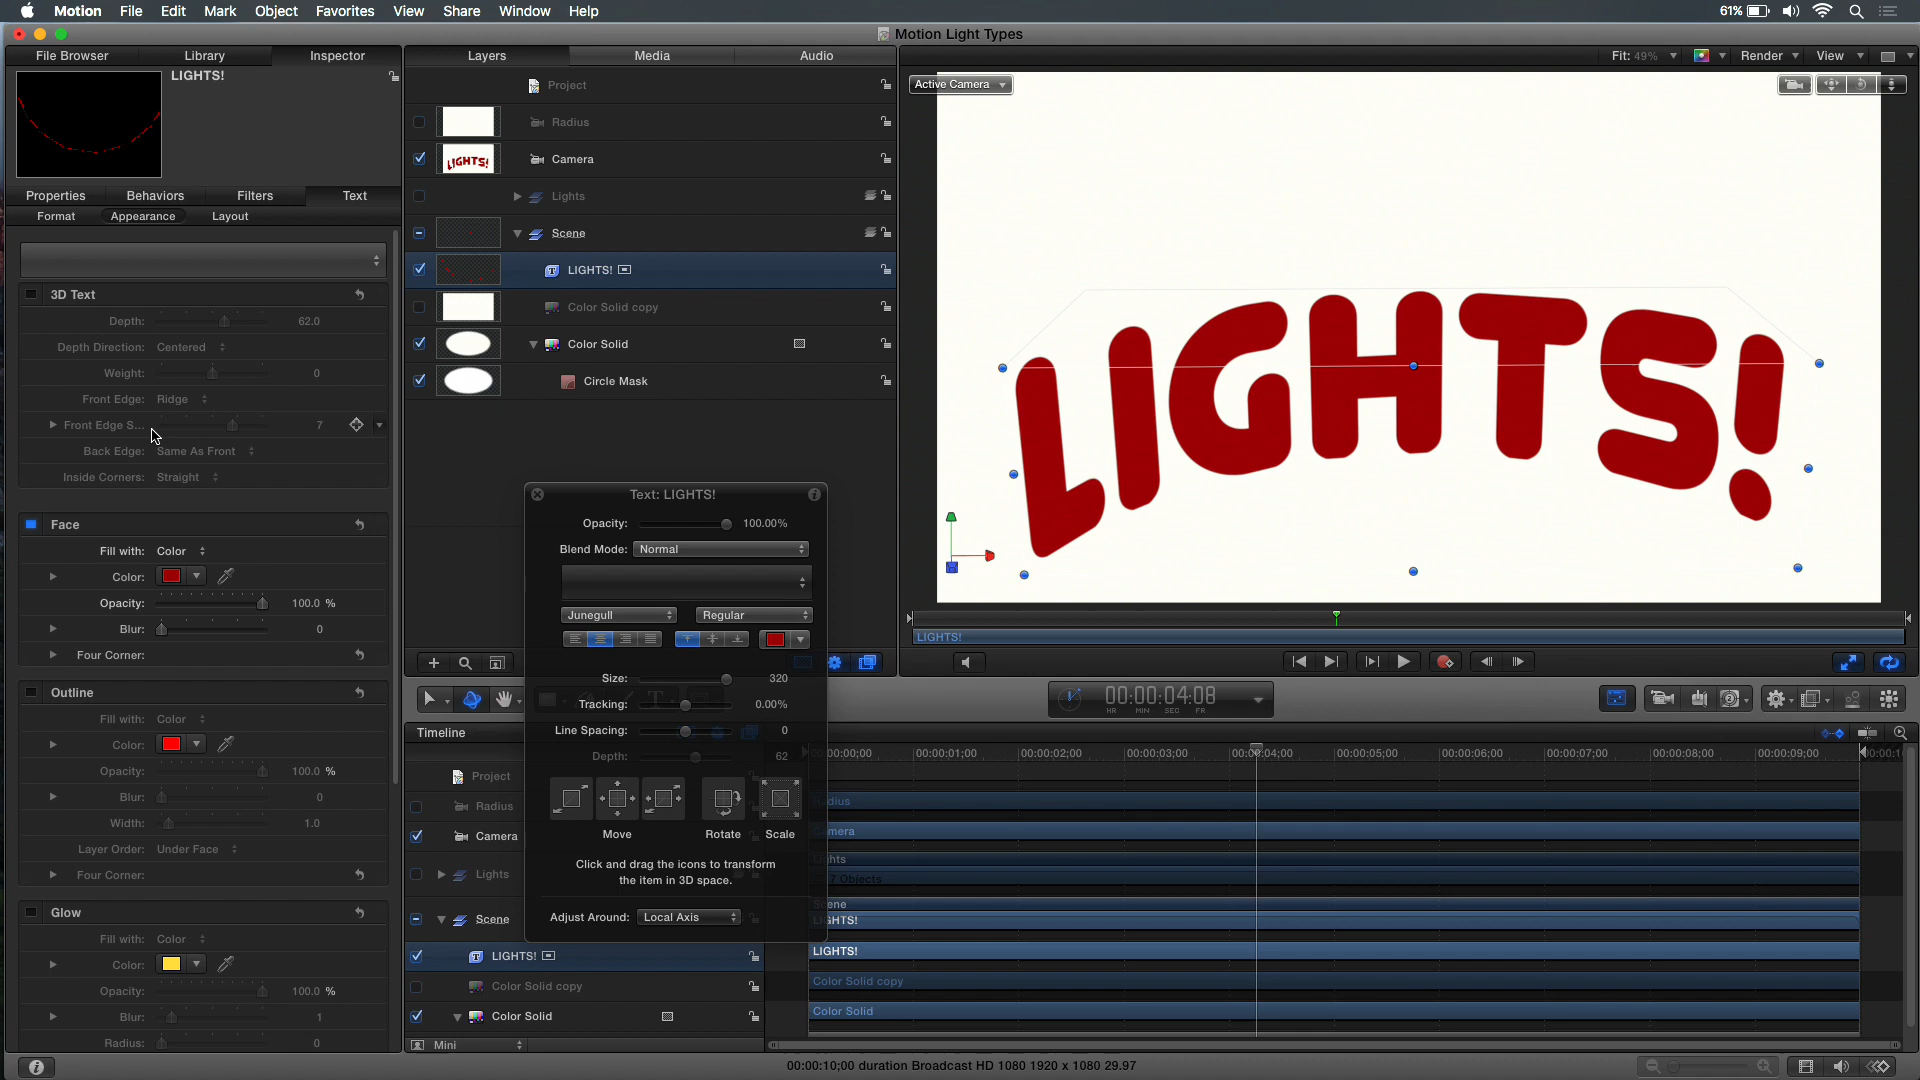 Motion File Edit Mark Object Favorites View Share Window Help 61%
Motion Light Types
File Browser Library Inspector
LIGHTS!
Properties Behaviors Filters Text
Format Appearance Layout
3D Text
Depth: 62.0
Depth Direction: Centered
Weight: 0
Front Edge: Ridge
Front Edge S... 7
Back Edge: Same As Front
Inside Corners: Straight
Face
Fill with: Color
Color:
Opacity: 100.0 %
Blur: 0
Four Corner:
Outline
Fill with: Color
Color:
Opacity: 100.0 %
Blur: 0
Width: 1.0
Layer Order: Under Face
Four Corner:
Glow
Fill with: Color
Color:
Opacity: 100.0 %
Blur: 1
Radius: 0
Layers Media Audio
Project
Radius
LIGHTS!
Camera
Lights
Scene
LIGHTS!
Color Solid copy
Color Solid
Circle Mask
Text: LIGHTS!
Opacity: 100.00%
Blend Mode: Normal
Junegull Regular
Size: 320
Tracking: 0.00%
Line Spacing: 0
Depth: 62
Move Rotate Scale
Click and drag the icons to transform
the item in 3D space.
Adjust Around: Local Axis
Fit: 49% Render View
Active Camera
LIGHTS!
LIGHTS!
00:00:04:08
HR MIN SEC FR
Timeline
00:00:01;00 00:00:02;00 00:00:03;00 00:00:04;00 00:00:05;00 00:00:06;00 00:00:07;00 00:00:08;00 00:00:09;00
Project
Radius
Camera
Lights
Scene
LIGHTS!
Color Solid copy
Color Solid
Mini
Camera
7 Objects
Scene
LIGHTS!
LIGHTS!
Color Solid copy
Color Solid
00:00:10;00 duration Broadcast HD 1080 1920 x 1080 29.97